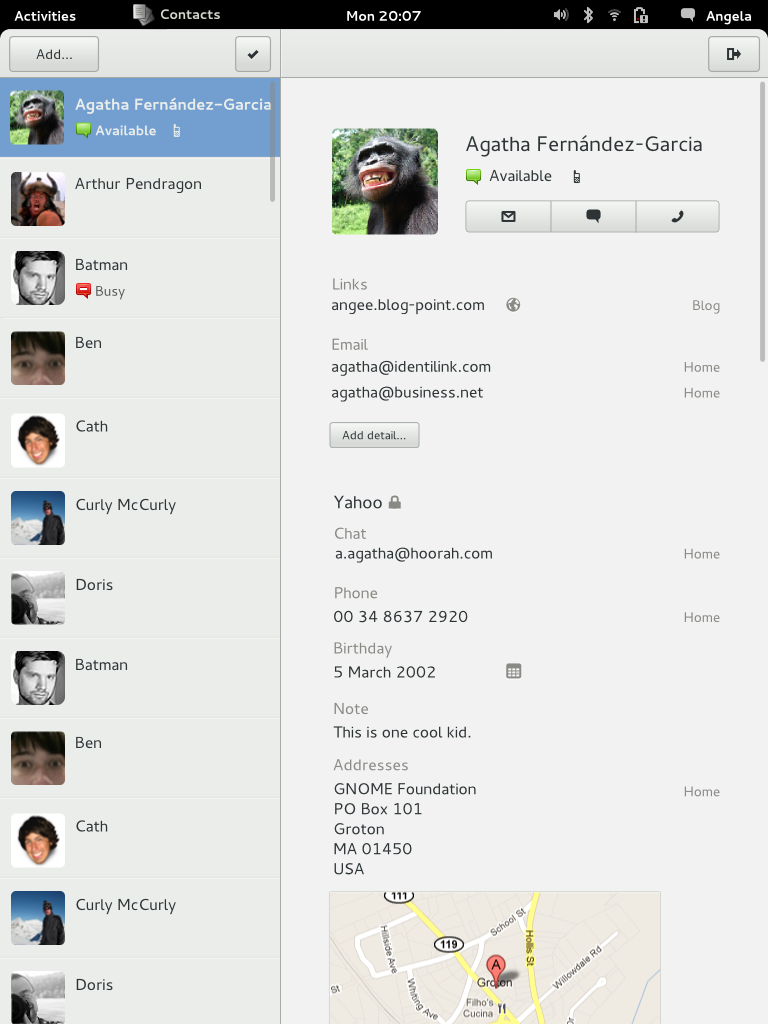 Activities
Contacts
Mon 20:07
Angela
Add...
Agatha Fernández-Garcia
Available
Arthur Pendragon
Batman
Busy
Ben
Cath
Curly McCurly
Doris
Batman
Ben
Cath
Curly McCurly
Doris
Agatha Fernández-Garcia
Available
Links
angee.blog-point.com Blog
Email
agatha@identilink.com Home
agatha@business.net Home
Add detail...
Yahoo
Chat
a.agatha@hoorah.com Home
Phone
00 34 8637 2920 Home
Birthday
5 March 2002
Note
This is one cool kid.
Addresses
GNOME Foundation Home
PO Box 101
Groton
MA 01450
USA
111
School St
119
Hillside Ave
Hollis St
A
Groton
Willowdale Rd
Whiting Ave
St
Filho's
Cucina